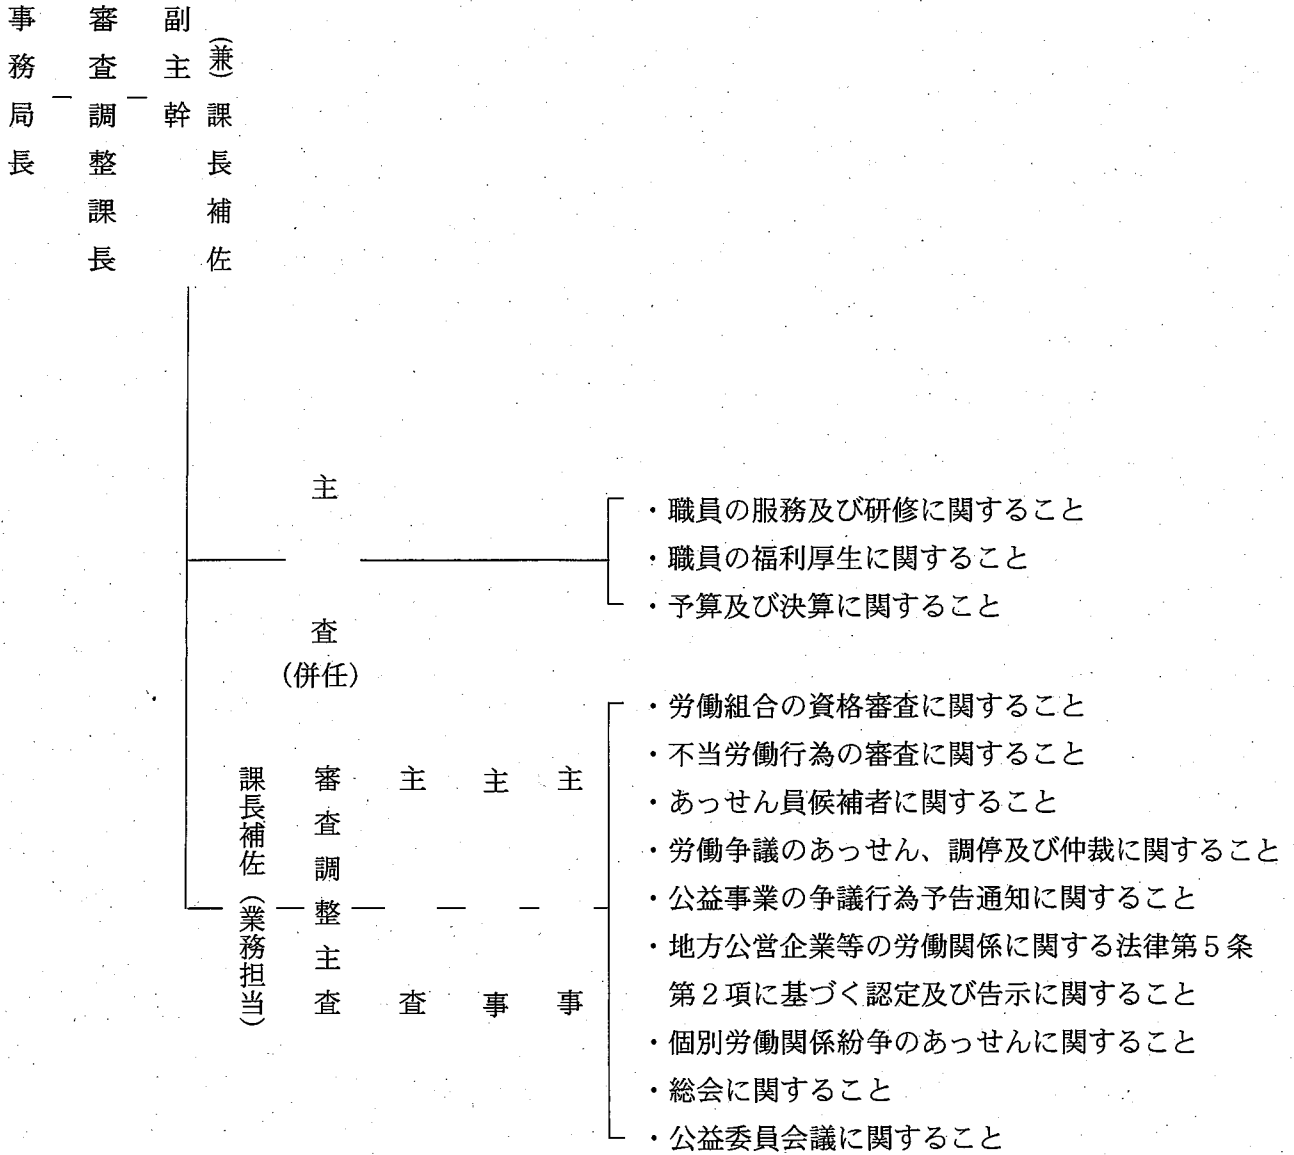 事務局長
審査調整課長
副主幹
(兼)課長補佐
主査
(併任)
・職員の服務及び研修に関すること
・職員の福利厚生に関すること
・予算及び決算に関すること
課長補佐(業務担当)
審査調整主査
主査
主事
主事
・労働組合の資格審査に関すること
・不当労働行為の審査に関すること
・あっせん員候補者に関すること
・労働争議のあっせん、調停及び仲裁に関すること
・公益事業の争議行為予告通知に関すること
・地方公営企業等の労働関係に関する法律第5条
第2項に基づく認定及び告示に関すること
・個別労働関係紛争のあっせんに関すること
・総会に関すること
・公益委員会議に関すること